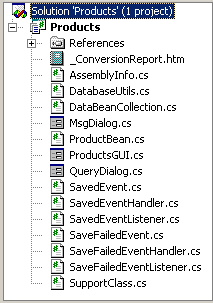 Solution 'Products' (1 project)
Products
References
_ConversionReport.htm
AssemblyInfo.cs
DatabaseUtils.cs
DataBeanCollection.cs
MsgDialog.cs
ProductBean.cs
ProductsGUI.cs
QueryDialog.cs
SavedEvent.cs
SavedEventHandler.cs
SavedEventListener.cs
SaveFailedEvent.cs
SaveFailedEventHandler.cs
SaveFailedEventListener.cs
SupportClass.cs